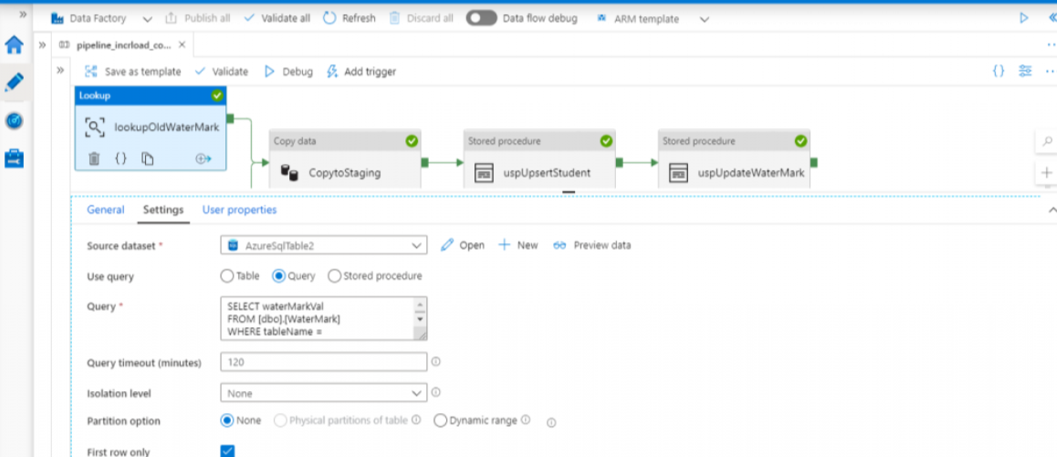 Data Factory
Publish all
Validate all
Refresh
Discard all
Data flow debug
ARM template
pipeline_incrload_co...
Save as template
Validate
Debug
Add trigger
Lookup
lookupOldWaterMark
Copy data
CopytoStaging
Stored procedure
uspUpsertStudent
Stored procedure
uspUpdateWaterMark
General
Settings
User properties
Source dataset *
AzureSqlTable2
Open
New
Preview data
Use query
Table
Query
Stored procedure
Query *
SELECT waterMarkVal
FROM [dbo].[WaterMark]
WHERE tableName =
Query timeout (minutes)
120
Isolation level
None
Partition option
None
Physical partitions of table
Dynamic range
First row only